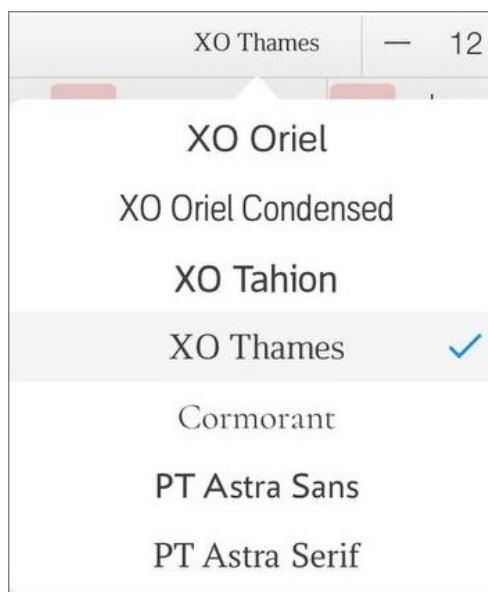 XO Thames — 12
XO Oriel
XO Oriel Condensed
XO Tahion
XO Thames
Cormorant
PT Astra Sans
PT Astra Serif